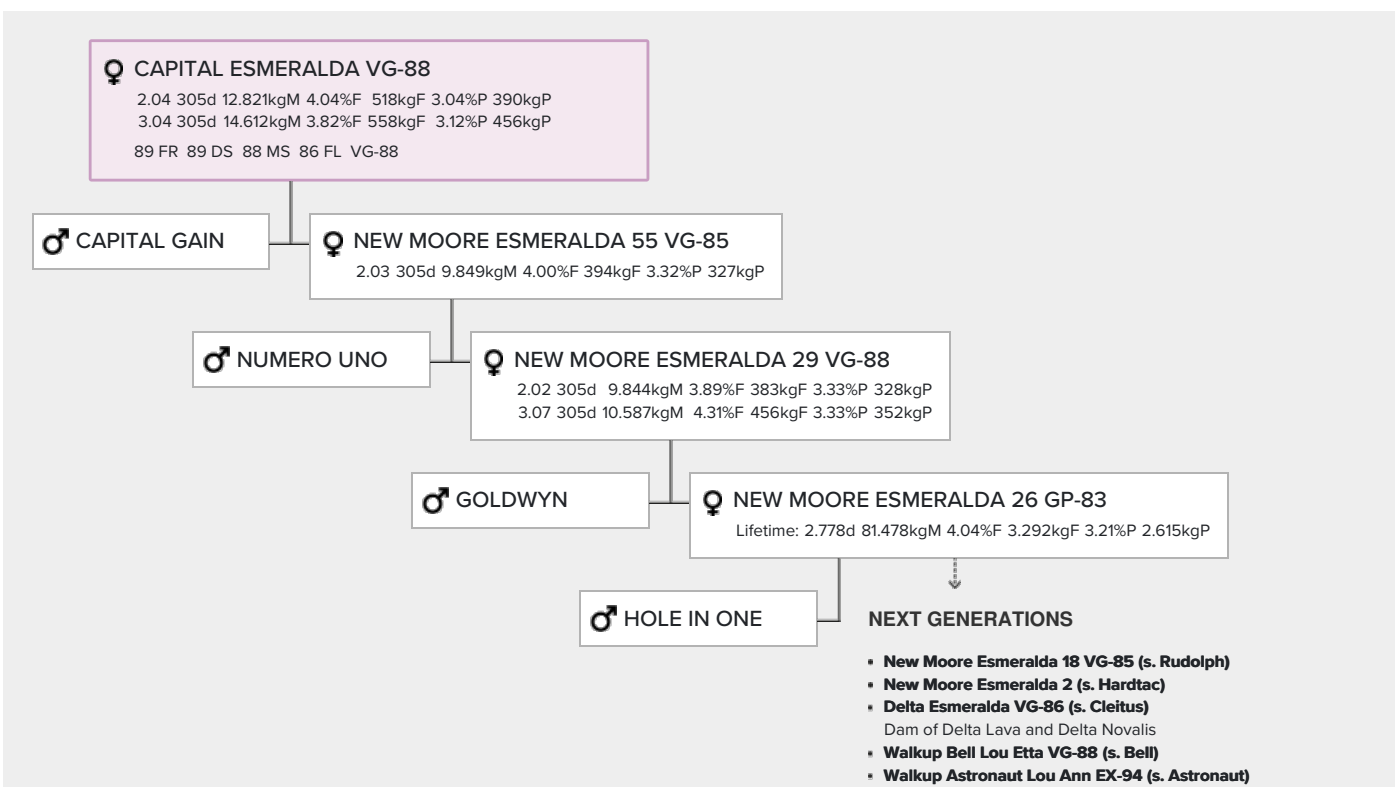 CAPITAL ESMERALDA VG-88
2.04 305d 12.821kgM 4.04%F 518kgF 3.04%P 390kgP
3.04 305d 14.612kgM 3.82%F 558kgF 3.12%P 456kgP
89 FR 89 DS 88 MS 86 FL VG-88
CAPITAL GAIN
NEW MOORE ESMERALDA 55 VG-85
2.03 305d 9.849kgM 4.00%F 394kgF 3.32%P 327kgP
NUMERO UNO
NEW MOORE ESMERALDA 29 VG-88
2.02 305d 9.844kgM 3.89%F 383kgF 3.33%P 328kgP
3.07 305d 10.587kgM 4.31%F 456kgF 3.33%P 352kgP
GOLDWYN
NEW MOORE ESMERALDA 26 GP-83
Lifetime: 2.778d 81.478kgM 4.04%F 3.292kgF 3.21%P 2.615kgP
HOLE IN ONE
NEXT GENERATIONS
• New Moore Esmeralda 18 VG-85 (s. Rudolph)
• New Moore Esmeralda 2 (s. Hardtac)
• Delta Esmeralda VG-86 (s. Cleitus)
Dam of Delta Lava and Delta Novalis
• Walkup Bell Lou Etta VG-88 (s. Bell)
• Walkup Astronaut Lou Ann EX-94 (s. Astronaut)